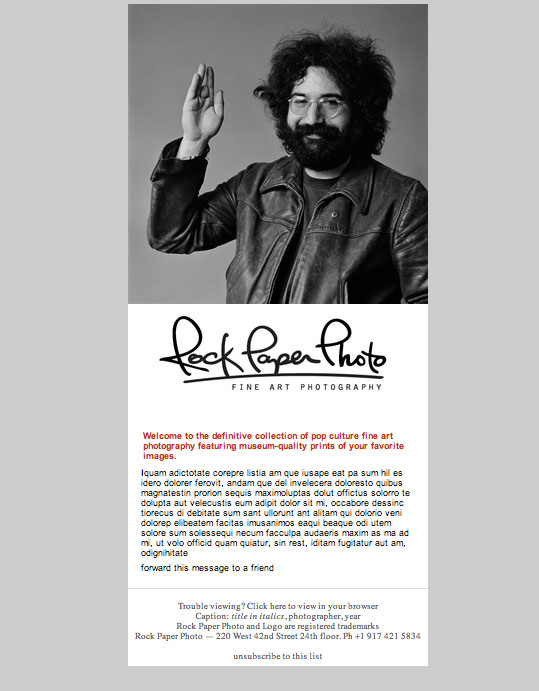 Rock Paper Photo
FINE ART PHOTOGRAPHY
Welcome to the definitive collection of pop culture fine art
photography featuring museum-quality prints of your favorite
images.
Iquam adictotate corepre listia am que iusape eat pa sum hil es
idero dolorer ferovit, andam que del invelecera doloresto quibus
magnatestin prorion sequis maximoluptas dolut offictus solorro te
dolupta aut velecustis eum adipit dolor sit mi, occabore dessinc
tiorecus di debitate sum sant ullorunt ant alitam qui dolorio veni
dolorep elibeatem facitas imusanimos eaqui beaque odi utem
solore sum solessequi necum facculpa audaeris maxim as ma ad
mi, ut volo officid quam quiatur, sin rest, iditam fugitatur aut am,
odignihitate
forward this message to a friend
Trouble viewing? Click here to view in your browser
Caption: title in italics, photographer, year
Rock Paper Photo and Logo are registered trademarks
Rock Paper Photo — 220 West 42nd Street 24th floor. Ph +1 917 421 5834
unsubscribe to this list